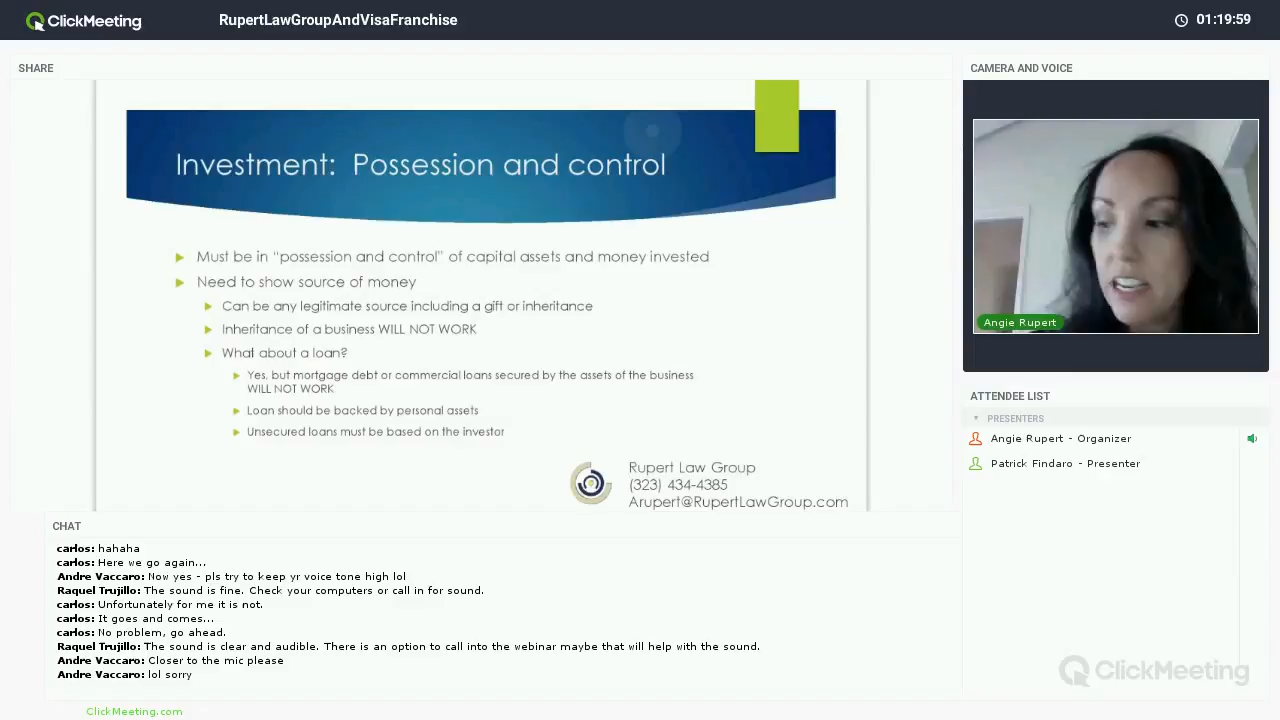 ClickMeeting
RupertLawGroupAndVisaFranchise
01:19:59
SHARE
Investment: Possession and control
Must be in “possession and control” of capital assets and money invested
Need to show source of money
Can be any legitimate source including a gift or inheritance
Inheritance of a business WILL NOT WORK
What about a loan?
Yes, but mortgage debt or commercial loans secured by the assets of the business
WILL NOT WORK
Loan should be backed by personal assets
Unsecured loans must be based on the investor
Rupert Law Group
(323) 434-4385
Arupert@RupertLawGroup.com
CAMERA AND VOICE
Angie Rupert
ATTENDEE LIST
PRESENTERS
Angie Rupert - Organizer
Patrick Findaro - Presenter
CHAT
carlos: hahaha
carlos: Here we go again...
Andre Vaccaro: Now yes - pls try to keep yr voice tone high lol
Raquel Trujillo: The sound is fine. Check your computers or call in for sound.
carlos: Unfortunately for me it is not.
carlos: It goes and comes...
carlos: No problem, go ahead.
Raquel Trujillo: The sound is clear and audible. There is an option to call into the webinar maybe that will help with the sound.
Andre Vaccaro: Closer to the mic please
Andre Vaccaro: lol sorry
ClickMeeting
ClickMeeting.com